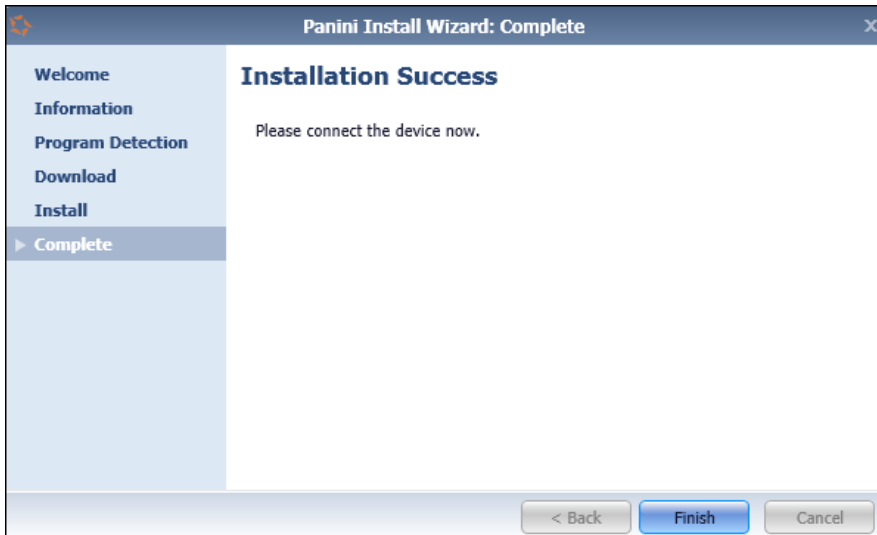 Panini Install Wizard: Complete
x
Welcome
Information
Program Detection
Download
Install
Complete
Installation Success
Please connect the device now.
< Back
Finish
Cancel